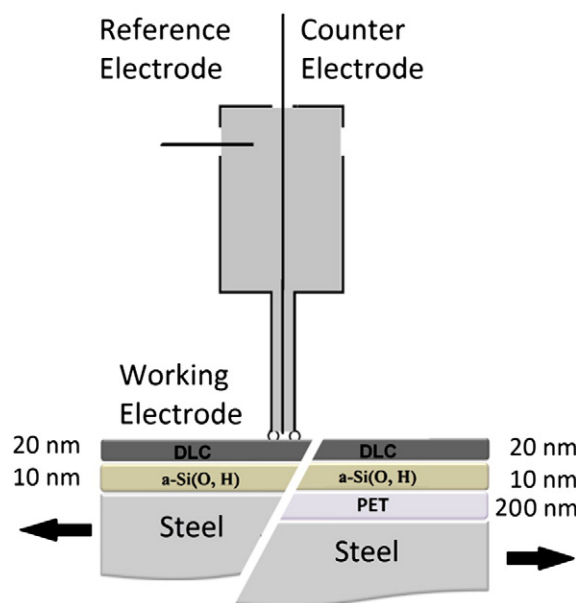 Reference
Electrode
Counter
Electrode
Working
Electrode
20 nm
DLC
DLC
20 nm
10 nm
a-Si(O, H)
a-Si(O, H)
10 nm
PET
200 nm
Steel
Steel